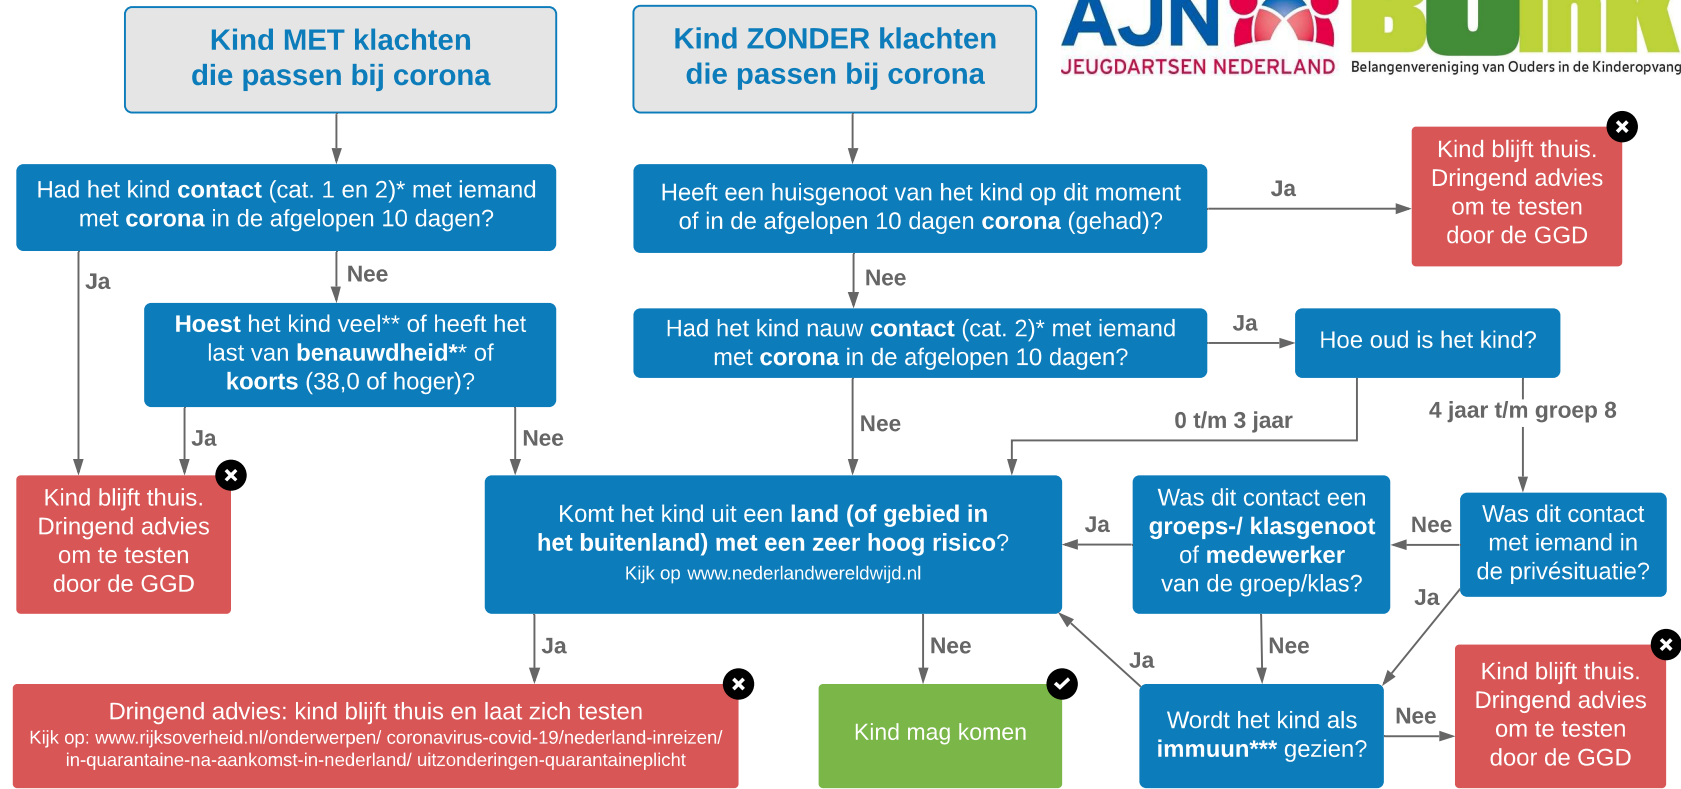 Kind MET klachten
die passen bij corona
Kind ZONDER klachten
die passen bij corona
AJN
JEUGDARTSEN NEDERLAND
BOinK
Belangenvereniging van Ouders in de Kinderopvang
Had het kind contact (cat. 1 en 2)* met iemand
met corona in de afgelopen 10 dagen?
Ja
Nee
Hoest het kind veel** of heeft het
last van benauwdheid** of
koorts (38,0 of hoger)?
Ja
Nee
Kind blijft thuis.
Dringend advies
om te testen
door de GGD
Heeft een huisgenoot van het kind op dit moment
of in de afgelopen 10 dagen corona (gehad)?
Ja
Kind blijft thuis.
Dringend advies
om te testen
door de GGD
Nee
Had het kind nauw contact (cat. 2)* met iemand
met corona in de afgelopen 10 dagen?
Ja
Hoe oud is het kind?
Nee
0 t/m 3 jaar
4 jaar t/m groep 8
Komt het kind uit een land (of gebied in
het buitenland) met een zeer hoog risico?
Kijk op www.nederlandwereldwijd.nl
Ja
Was dit contact een
groeps-/ klasgenoot
of medewerker
van de groep/klas?
Nee
Was dit contact
met iemand in
de privésituatie?
Ja
Nee
Ja
Nee
Ja
Dringend advies: kind blijft thuis en laat zich testen
Kijk op: www.rijksoverheid.nl/onderwerpen/ coronavirus-covid-19/nederland-inreizen/
in-quarantaine-na-aankomst-in-nederland/ uitzonderingen-quarantaineplicht
Kind mag komen
Wordt het kind als
immuun*** gezien?
Nee
Kind blijft thuis.
Dringend advies
om te testen
door de GGD